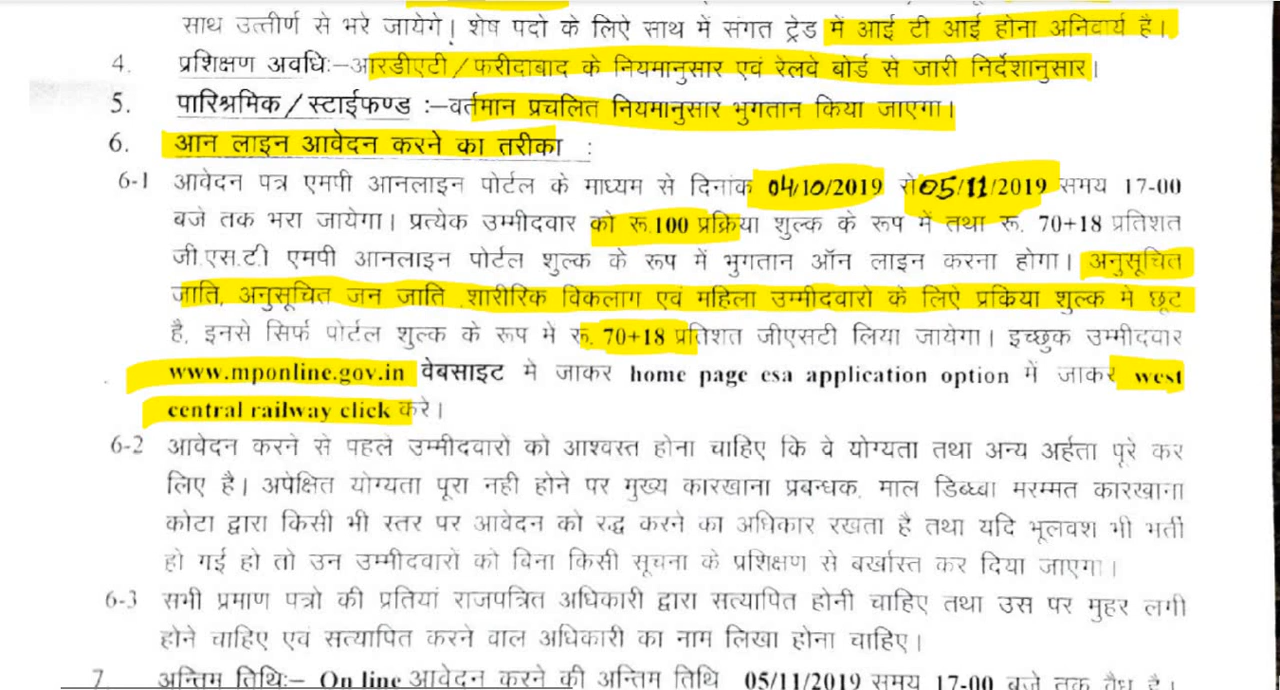 साथ उत्तीर्ण से भरे जायेगे। शेष पदो के लिऐ साथ में संगत ट्रेड में आई टी आई होना अनिवार्य है।
4. प्रशिक्षण अवधिः–आरडीएटी/फरीदाबाद के नियमानुसार एवं रेलवे बोर्ड से जारी निर्देशानुसार।
5. पारिश्रमिक/स्टाईफण्ड :–वर्तमान प्रचलित नियमानुसार भुगतान किया जाएगा।
6. आन लाइन आवेदन करने का तरीका :
6-1 आवेदन पत्र एमपी आनलाइन पोर्टल के माध्यम से दिनांक 04/10/2019 से 05/11/2019 समय 17-00
बजे तक भरा जायेगा। प्रत्येक उम्मीदवार को रू.100 प्रक्रिया शुल्क के रूप में तथा रू. 70+18 प्रतिशत
जी.एस.टी एमपी आनलाइन पोर्टल शुल्क के रूप में भुगतान ऑन लाइन करना होगा। अनुसूचित
जाति, अनुसूचित जन जाति शारीरिक विकलाग एवं महिला उम्मीदवारो के लिए प्रकिया शुल्क मे छूट
है, इनसे सिर्फ पोर्टल शुल्क के रूप मे रू. 70+18 प्रतिशत जीएसटी लिया जायेगा। इच्छुक उम्मीदवार
www.mponline.gov.in वेबसाइट मे जाकर home page esa application option में जाकर west
central railway click करे।
6-2 आवेदन करने से पहले उम्मीदवारों को आश्वस्त होना चाहिए कि वे योग्यता तथा अन्य अर्हता पूरे कर
लिए है। अपेक्षित योग्यता पूरा नही होने पर मुख्य कारखाना प्रबन्धक, माल डिब्ध्बा मरम्मत कारखाना
कोटा द्वारा किसी भी स्तर पर आवेदन को रद्ध करने का अधिकार रखता है तथा यदि भूलवश भी भर्ती
हो गई हो तो उन उम्मीदवारों को बिना किसी सूचना के प्रशिक्षण से बर्खास्त कर दिया जाएगा।
6-3 सभी प्रमाण पत्रो की प्रतियां राजपत्रित अधिकारी द्वारा सत्यापित होनी चाहिए तथा उस पर मुहर लगी
होने चाहिए एवं सत्यापित करने वाल अधिकारी का नाम लिखा होना चाहिए।
7. अन्तिम तिथिः– On line आवेदन करने की अन्तिम तिथि 05/11/2019 समय 17-00 बजे तक वैध है।